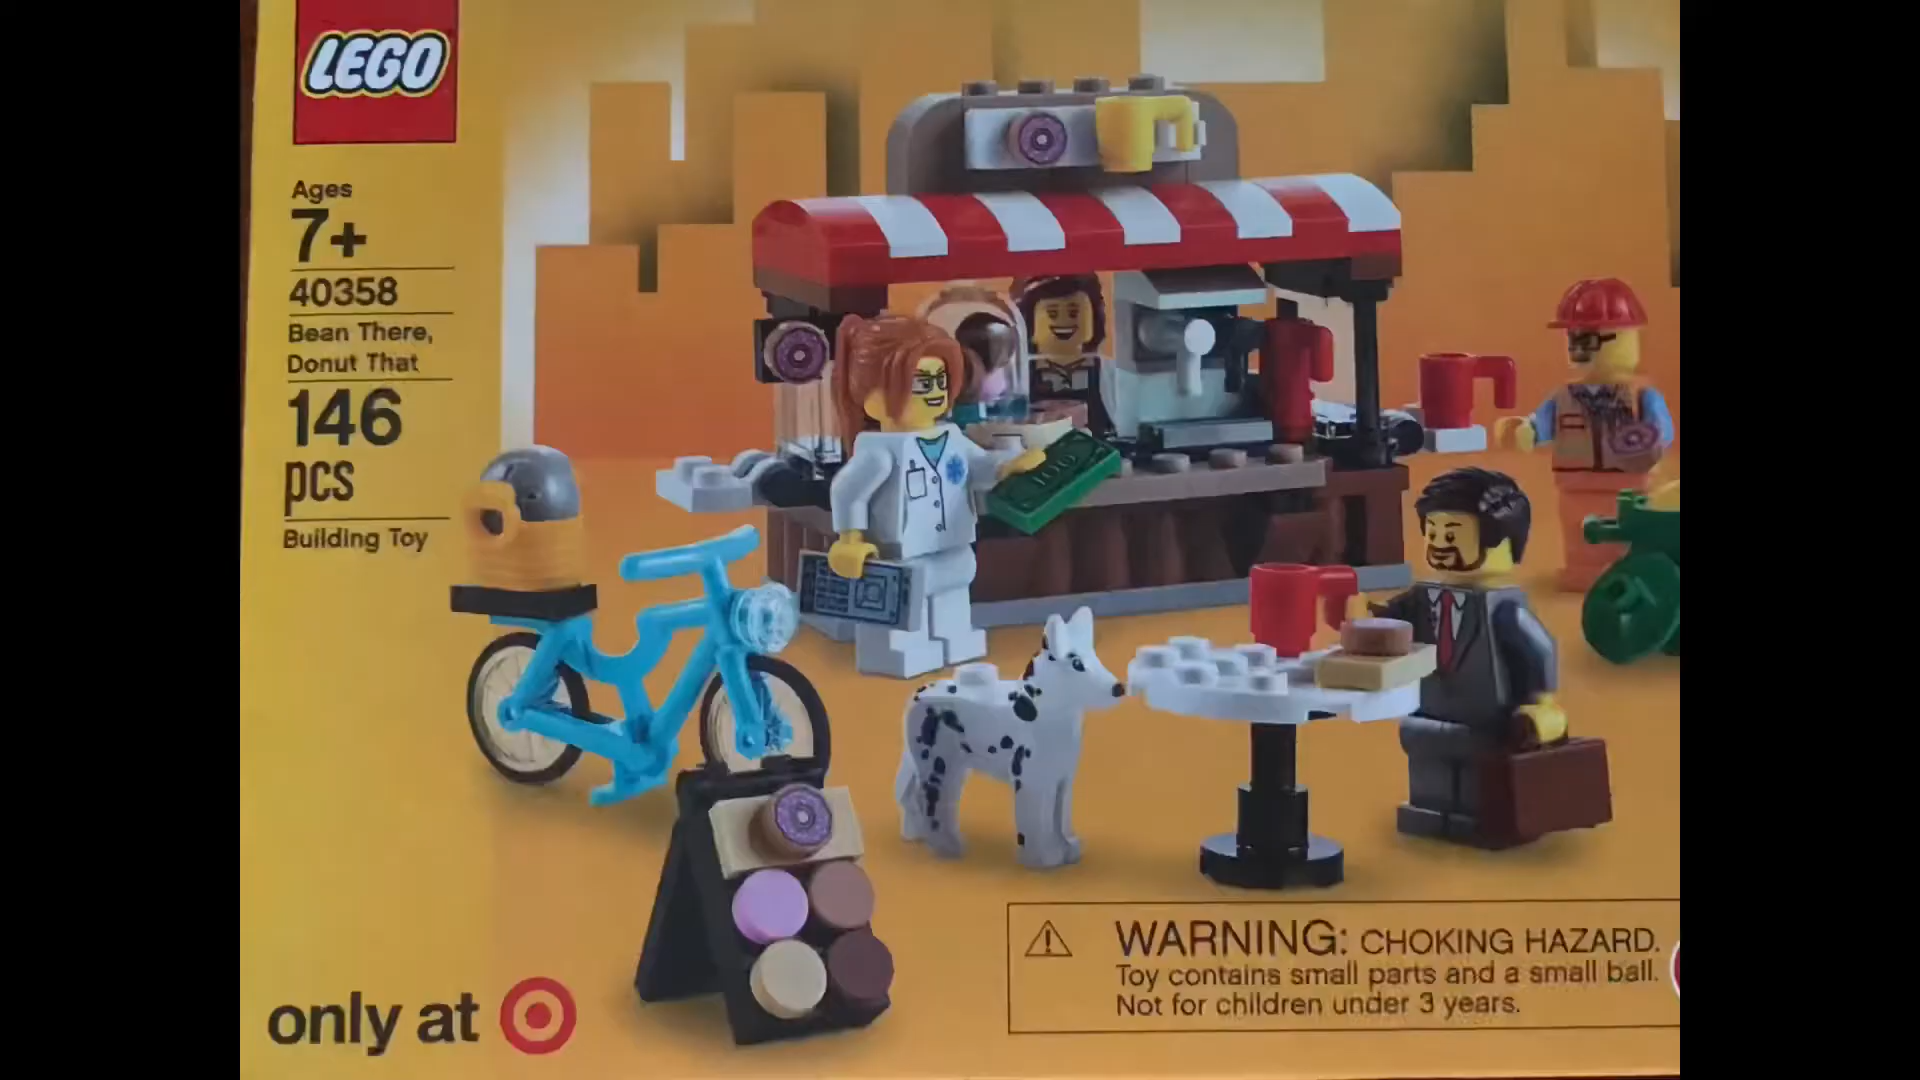 LEGO
Ages
7+
40358
Bean There,
Donut That
146
pcs
Building Toy
100
only at
WARNING: CHOKING HAZARD.
Toy contains small parts and a small ball.
Not for children under 3 years.